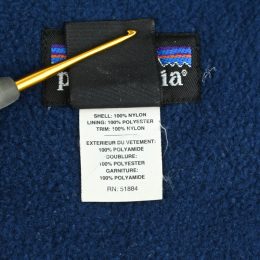 p ia
SHELL: 100% NYLON
LINING: 100% POLYESTER
TRIM: 100% NYLON
EXTERIEUR DU VETEMENT:
100% POLYAMIDE
DOUBLURE:
100% POLYESTER
GARNITURE:
100% POLYAMIDE
RN: 51884